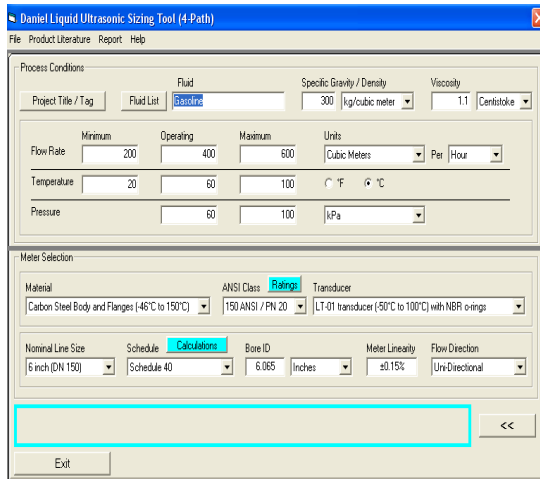 Daniel Liquid Ultrasonic Sizing Tool (4-Path)
File Product Literature Report Help
Process Conditions
Fluid Specific Gravity / Density Viscosity
Project Title / Tag Fluid List Gasoline 300 kg/cubic meter 1.1 Centistoke
Minimum Operating Maximum Units
Flow Rate 200 400 600 Cubic Meters Per Hour
Temperature 20 60 100 °F °C
Pressure 60 100 kPa
Meter Selection
Material ANSI Class Ratings Transducer
Carbon Steel Body and Flanges (-46°C to 150°C) 150 ANSI / PN 20 LT-01 transducer (-50°C to 100°C) with NBR o-rings
Nominal Line Size Schedule Calculations Bore ID Meter Linearity Flow Direction
6 inch (DN 150) Schedule 40 6.065 Inches ±0.15% Uni-Directional
<<
Exit